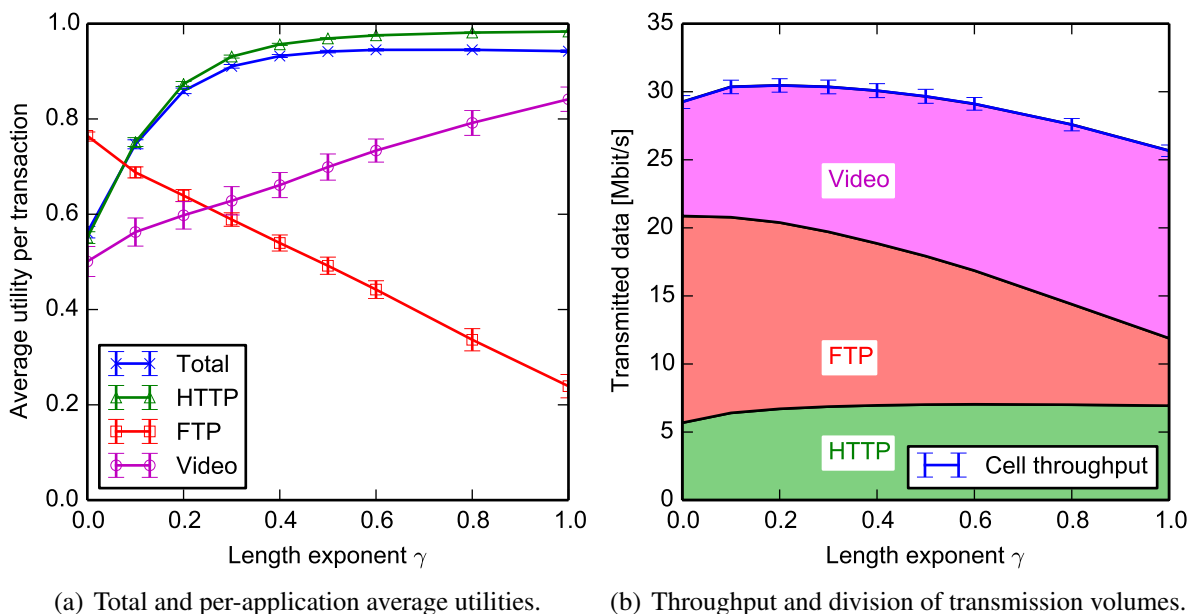 1.0
0.8
0.6
0.4
0.2
0.0
Average utility per transaction
Total
HTTP
FTP
Video
0.0 0.2 0.4 0.6 0.8 1.0
Length exponent γ
(a) Total and per-application average utilities.
35
30
25
20
15
10
5
0
Transmitted data [Mbit/s]
Video
FTP
HTTP
Cell throughput
0.0 0.2 0.4 0.6 0.8 1.0
Length exponent γ
(b) Throughput and division of transmission volumes.